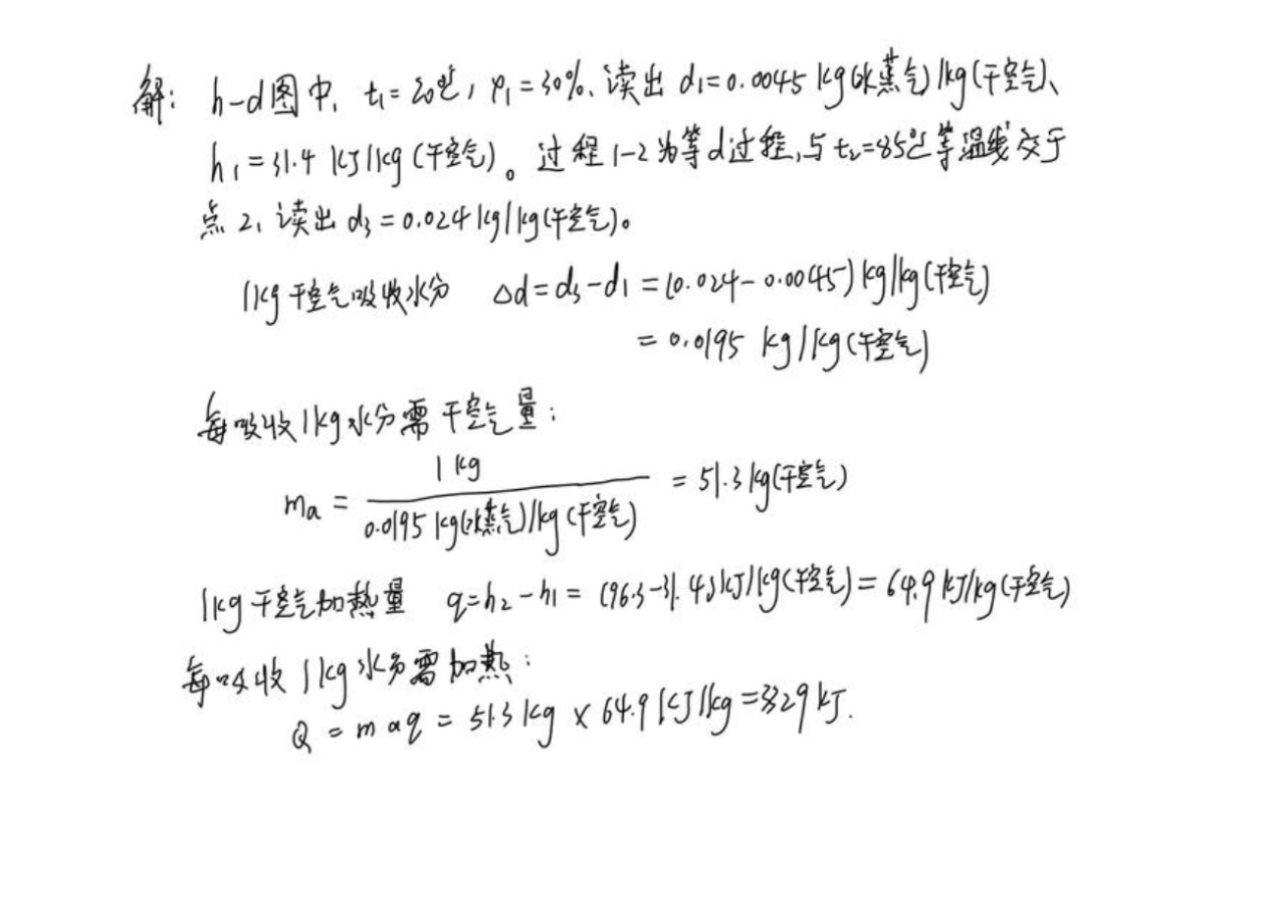 解: h-d图中, t₁=20℃, φ₁=30%、读出 d₁=0.0045 kg(水蒸气)/kg(干空气)、
h₁=31.4 kJ/kg(干空气)。过程1-2为等d过程,与t₂=85℃等温线交于
点2, 读出 d₃=0.024 kg/kg(干空气)。
1kg干空气吸收水分 Δd=d₃-d₁=(0.024-0.0045) kg/kg(干空气)
=0.0195 kg/kg(干空气)
每吸收1kg水分需干空气量:
mₐ = 1 kg / 0.0195 kg(水蒸气)/kg(干空气) = 51.3 kg(干空气)
1kg干空气加热量 q=h₂-h₁=(96.3-31.4)kJ/kg(干空气)=64.9 kJ/kg(干空气)
每吸收1kg水分需加热:
Q = mₐq = 51.3 kg × 64.9 kJ/kg=3329 kJ.